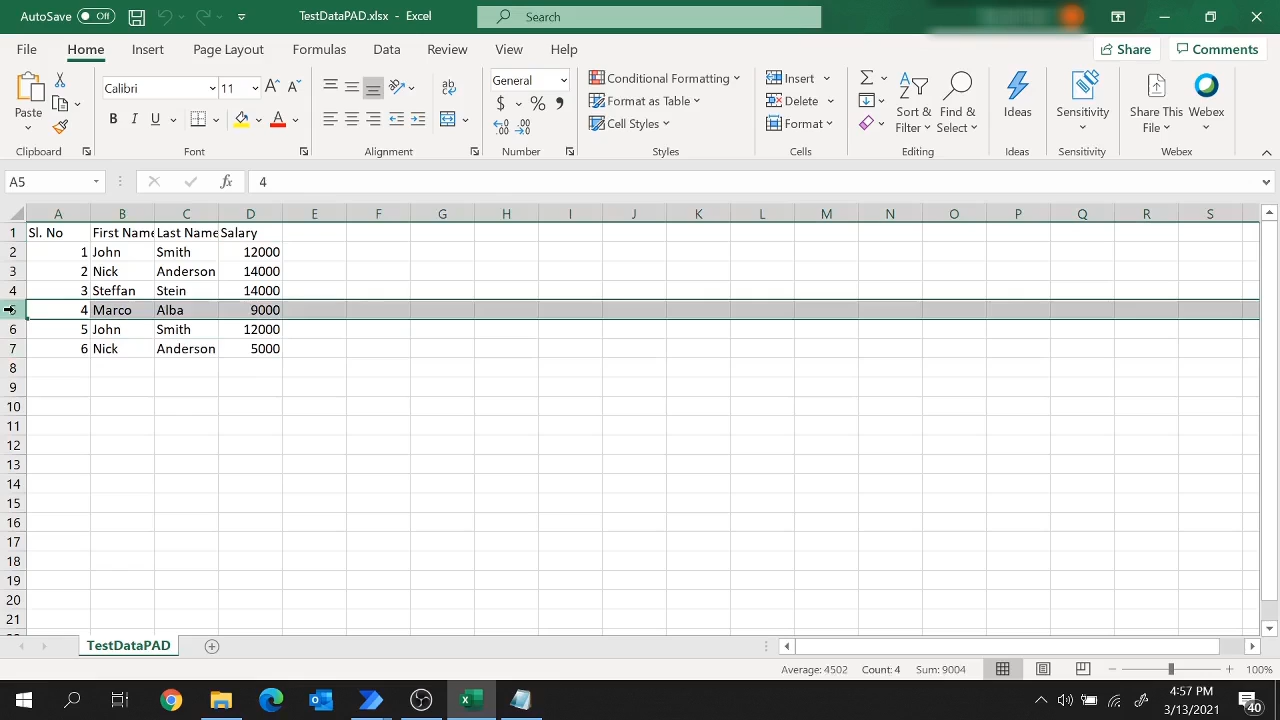 AutoSave Off TestDataPAD.xlsx - Excel Search
File Home Insert Page Layout Formulas Data Review View Help Share Comments
Paste Calibri 11 General Conditional Formatting Insert
$ % Format as Table Delete Sort & Find & Ideas Sensitivity Share This Webex
B I U A Cell Styles Format Filter Select File
Clipboard Font Alignment Number Styles Cells Editing Ideas Sensitivity Webex
A5 fx 4
A B C D E F G H I J K L M N O P Q R S
1 Sl. No First Name Last Name Salary
2 1 John Smith 12000
3 2 Nick Anderson 14000
4 3 Steffan Stein 14000
5 4 Marco Alba 9000
6 5 John Smith 12000
7 6 Nick Anderson 5000
8
9
10
11
12
13
14
15
16
17
18
19
20
21
TestDataPAD
Average: 4502 Count: 4 Sum: 9004 100%
4:57 PM
3/13/2021
40